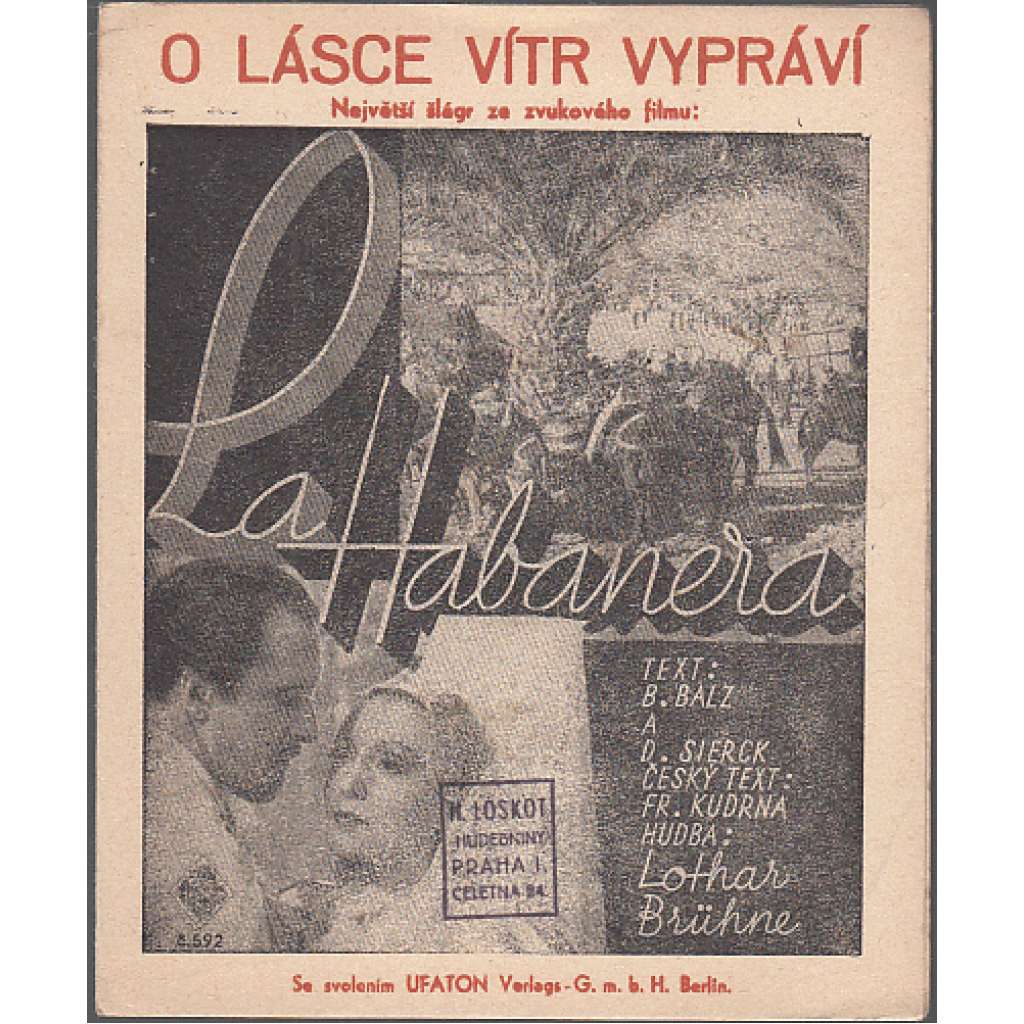 O LÁSCE VÍTR VYPRÁVÍ
Největší šlágr ze zvukového filmu:
La Habanera
TEXT:
B. BALZ
A
D. SIERCK
ČESKÝ TEXT:
FR. KUDRNA
HUDBA:
Lothar
Brühne
LOSKOT
HUDEBNINY
PRAHA I.
CELETNÁ
592
Se svolením UFATON Verlags-G. m. b. H. Berlin.